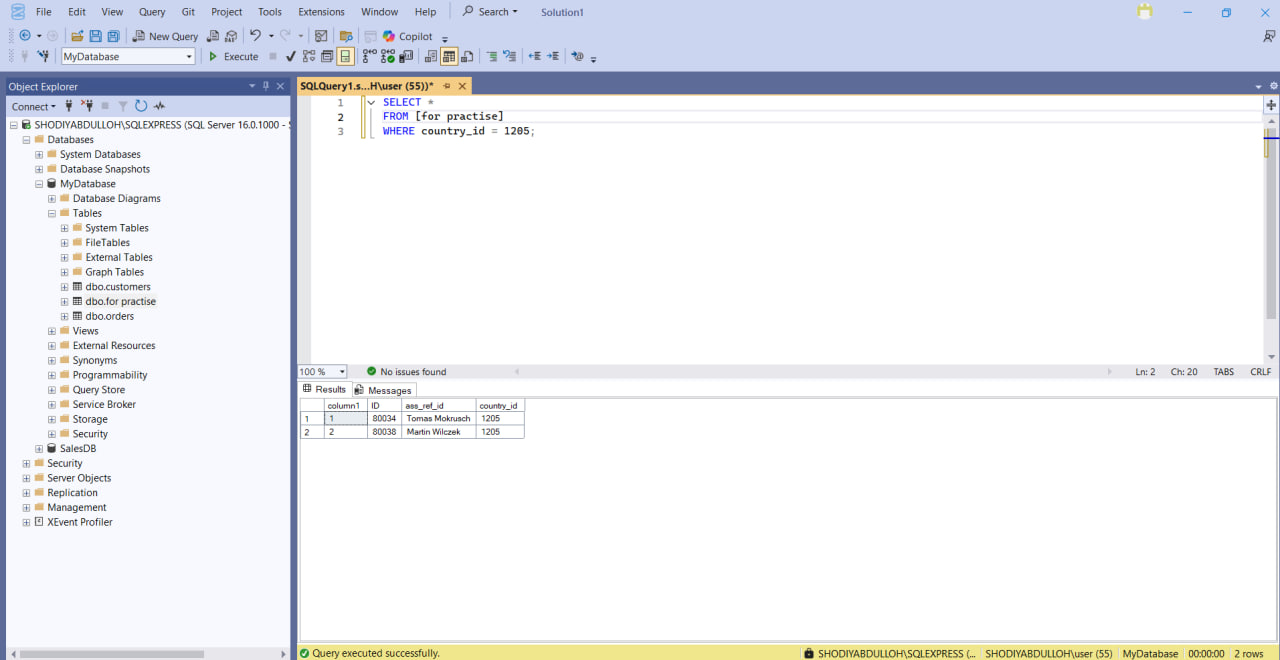 File Edit View Query Git Project Tools Extensions Window Help Search Solution1
New Query Copilot
MyDatabase Execute
Object Explorer
Connect
SHODIYABDULLOH\SQLEXPRESS (SQL Server 16.0.1000 - S
Databases
System Databases
Database Snapshots
MyDatabase
Database Diagrams
Tables
System Tables
FileTables
External Tables
Graph Tables
dbo.customers
dbo.for practise
dbo.orders
Views
External Resources
Synonyms
Programmability
Query Store
Service Broker
Storage
Security
SalesDB
Security
Server Objects
Replication
Management
XEvent Profiler
SQLQuery1.s...H\user (55))*
1 SELECT *
2 FROM [for practise]
3 WHERE country_id = 1205;
100 % No issues found Ln: 2 Ch: 20 TABS CRLF
Results Messages
column1 ID ass_ref_id country_id
1 1 80034 Tomas Mokrusch 1205
2 2 80038 Martin Wilczek 1205
Query executed successfully. SHODIYABDULLOH\SQLEXPRESS (... SHODIYABDULLOH\user (55) MyDatabase 00:00:00 2 rows